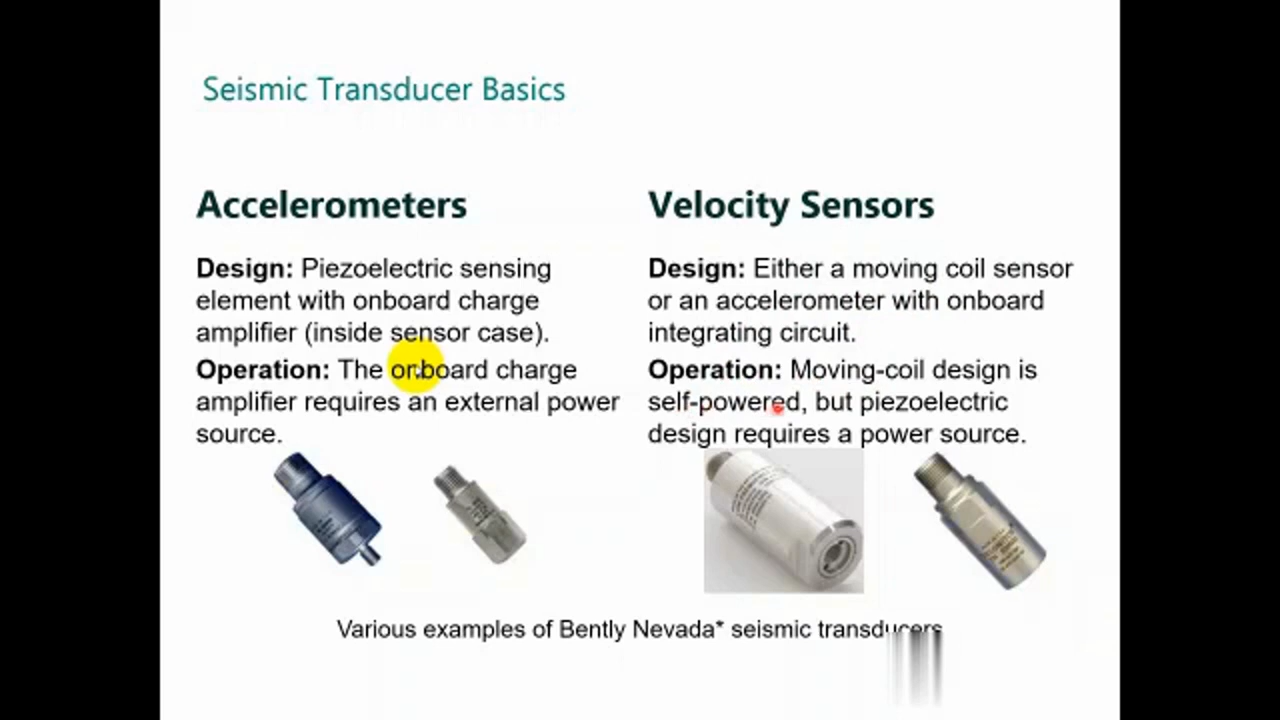 Seismic Transducer Basics
Accelerometers
Design: Piezoelectric sensing
element with onboard charge
amplifier (inside sensor case).
Operation: The onboard charge
amplifier requires an external power
source.
Velocity Sensors
Design: Either a moving coil sensor
or an accelerometer with onboard
integrating circuit.
Operation: Moving-coil design is
self-powered, but piezoelectric
design requires a power source.
Various examples of Bently Nevada* seismic transducers